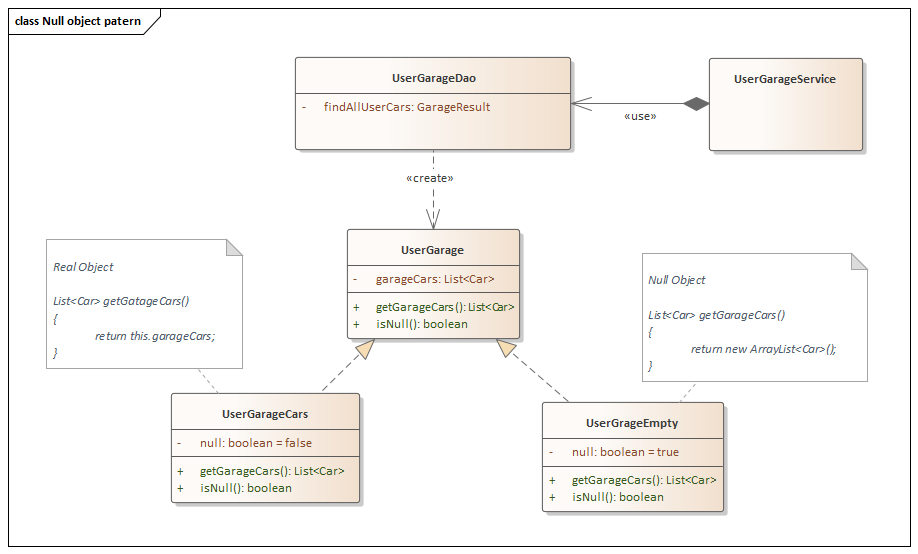 class Null object patern
UserGarageDao
- findAllUserCars: GarageResult
UserGarageService
«use»
«create»
UserGarage
- garageCars: List<Car>
+ getGarageCars(): List<Car>
+ isNull(): boolean
Real Object
List<Car> getGatageCars()
{
return this.garageCars;
}
Null Object
List<Car> getGarageCars()
{
return new ArrayList<Car>();
}
UserGarageCars
- null: boolean = false
+ getGarageCars(): List<Car>
+ isNull(): boolean
UserGrageEmpty
- null: boolean = true
+ getGarageCars(): List<Car>
+ isNull(): boolean